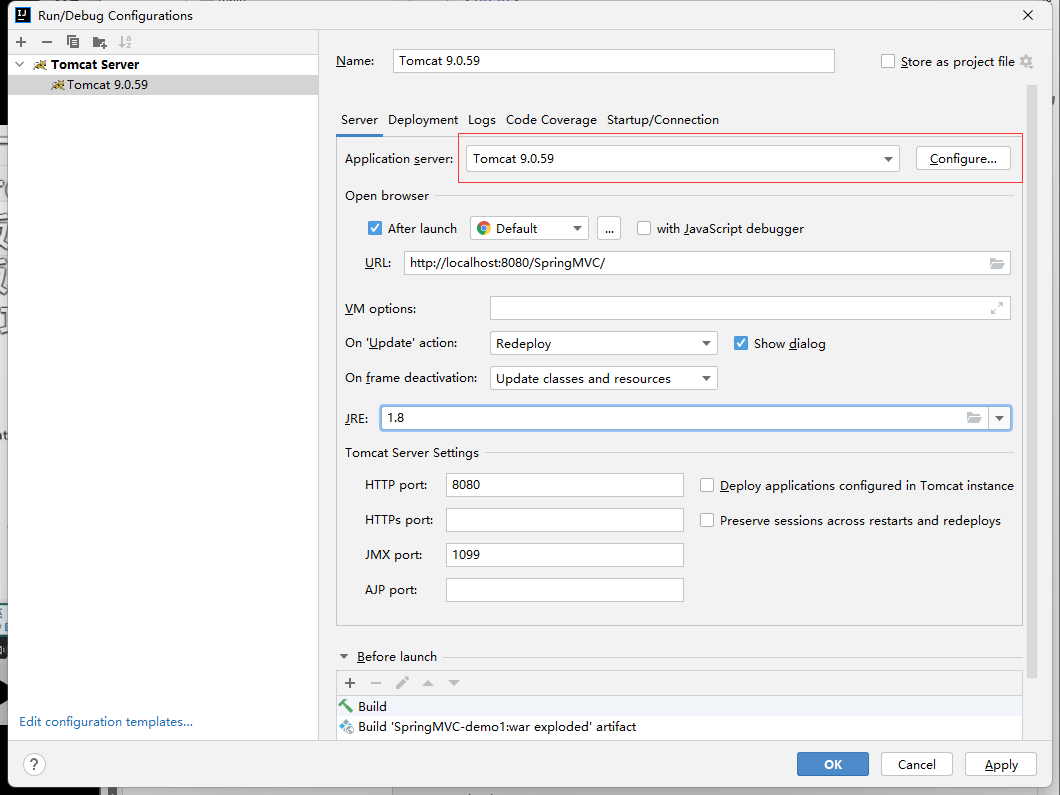 Run/Debug Configurations
Tomcat Server
Tomcat 9.0.59
Name: Tomcat 9.0.59 Store as project file
Server Deployment Logs Code Coverage Startup/Connection
Application server: Tomcat 9.0.59 Configure...
Open browser
After launch Default ... with JavaScript debugger
URL: http://localhost:8080/SpringMVC/
VM options:
On 'Update' action: Redeploy Show dialog
On frame deactivation: Update classes and resources
JRE: 1.8
Tomcat Server Settings
HTTP port: 8080 Deploy applications configured in Tomcat instance
HTTPs port: Preserve sessions across restarts and redeploys
JMX port: 1099
AJP port:
Before launch
Build
Build 'SpringMVC-demo1:war exploded' artifact
Edit configuration templates...
? OK Cancel Apply